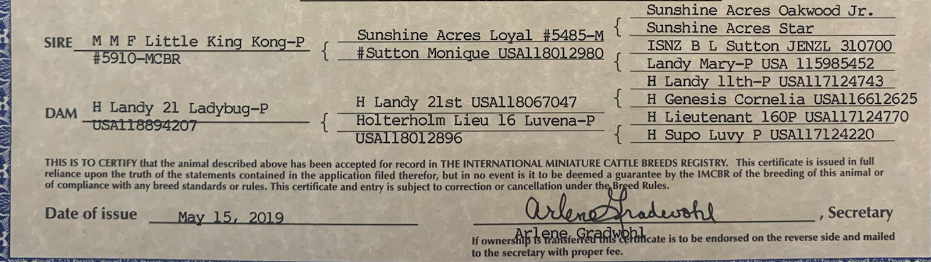 Sunshine Acres Oakwood Jr.
Sunshine Acres Loyal #5485-M
Sunshine Acres Star
SIRE M M F Little King Kong-P
#5910-MCBR
#Sutton Monique USA118012980
ISNZ B L Sutton JENZL 310700
Landy Mary-P USA 115985452
H Landy 11th-P USA117124743
DAM H Landy 21 Ladybug-P
USA118894207
H Landy 21st USA118067047
H Genesis Cornelia USA116612625
Holterholm Lieu 16 Luvena-P
USA118012896
H Lieutenant 160P USA117124770
H Supo Luvy P USA117124220
THIS IS TO CERTIFY that the animal described above has been accepted for record in THE INTERNATIONAL MINIATURE CATTLE BREEDS REGISTRY. This certificate is issued in full
reliance upon the truth of the statements contained in the application filed therefor, but in no event is it to be deemed a guarantee by the IMCBR of the breeding of this animal or
of compliance with any breed standards or rules. This certificate and entry is subject to correction or cancellation under the Breed Rules.
Date of issue May 15, 2019
Arlene Gradwohl , Secretary
Arlene Gradwohl
If ownership is transferred this certificate is to be endorsed on the reverse side and mailed
to the secretary with proper fee.